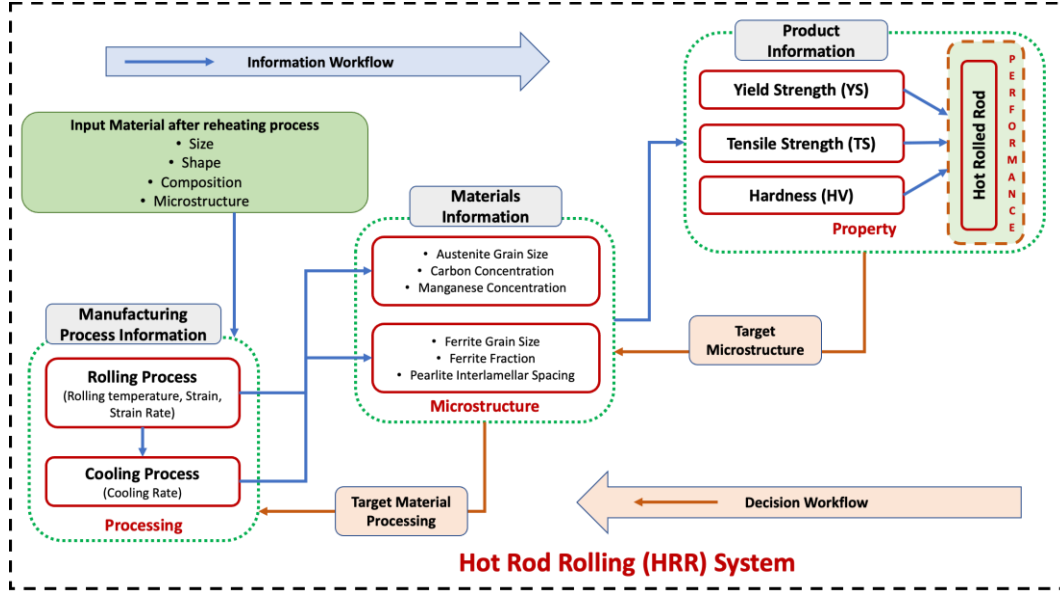 Information Workflow
Input Material after reheating process
• Size
• Shape
• Composition
• Microstructure
Manufacturing
Process Information
Rolling Process
(Rolling temperature, Strain,
Strain Rate)
Cooling Process
(Cooling Rate)
Processing
Materials
Information
• Austenite Grain Size
• Carbon Concentration
• Manganese Concentration
• Ferrite Grain Size
• Ferrite Fraction
• Pearlite Interlamellar Spacing
Microstructure
Product
Information
Yield Strength (YS)
Tensile Strength (TS)
Hardness (HV)
Property
Hot Rolled Rod
PERFORMANCE
Target
Microstructure
Target Material
Processing
Decision Workflow
Hot Rod Rolling (HRR) System